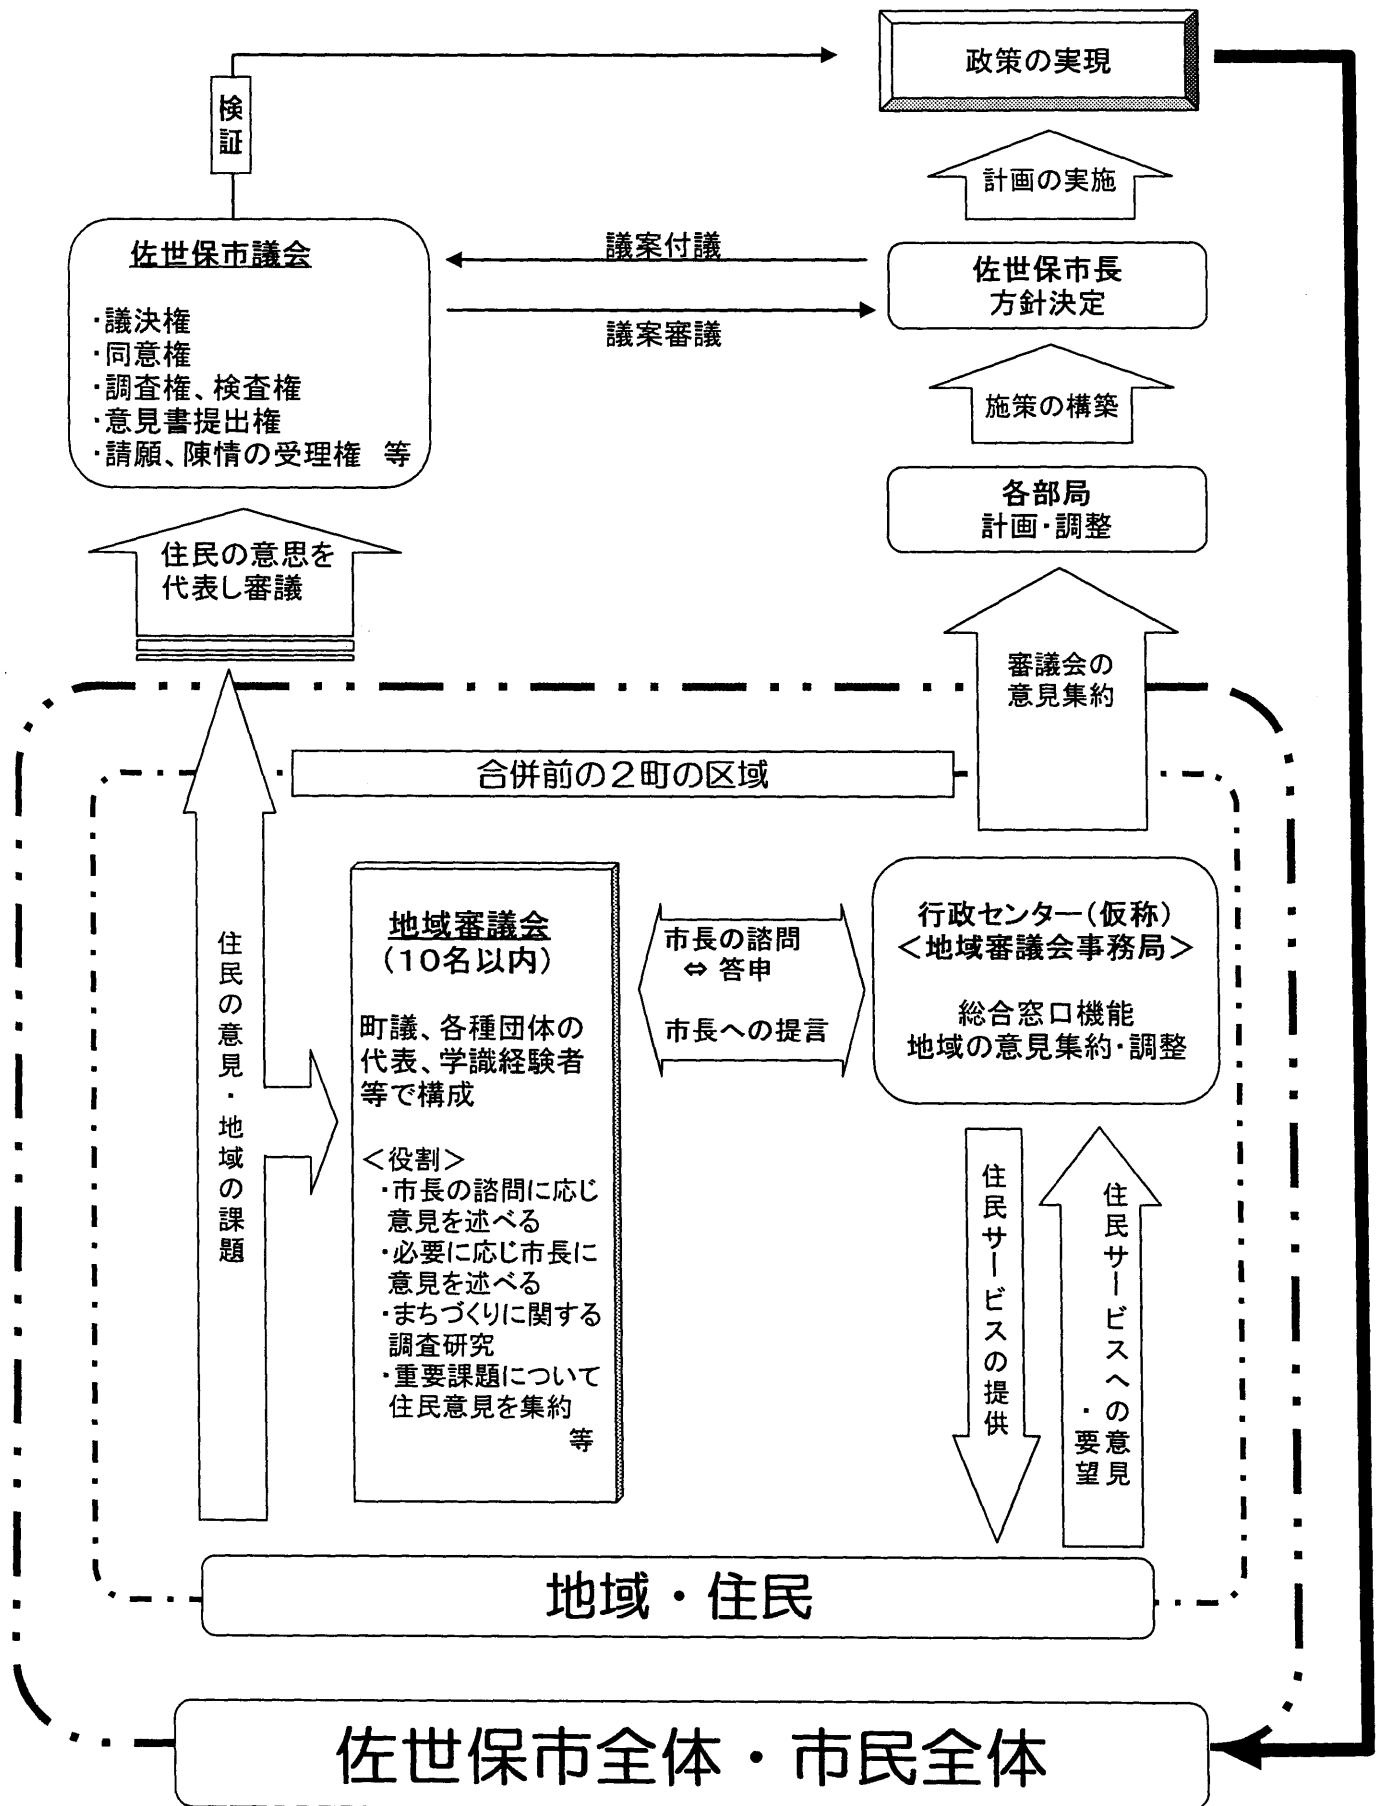 政策の実現
検証
計画の実施
佐世保市議会
・議決権
・同意権
・調査権、検査権
・意見書提出権
・請願、陳情の受理権　等
議案付議
議案審議
佐世保市長
方針決定
施策の構築
各部局
計画・調整
住民の意思を
代表し審議
審議会の
意見集約
合併前の２町の区域
住民の意見・地域の課題
地域審議会
（10名以内）
町議、各種団体の
代表、学識経験者
等で構成
＜役割＞
・市長の諮問に応じ
意見を述べる
・必要に応じ市長に
意見を述べる
・まちづくりに関する
調査研究
・重要課題について
住民意見を集約
等
市長の諮問
⇔ 答申
市長への提言
行政センター（仮称）
＜地域審議会事務局＞
総合窓口機能
地域の意見集約・調整
住民サービスの提供
住民サービスへの意見
・要望
地域・住民
佐世保市全体・市民全体